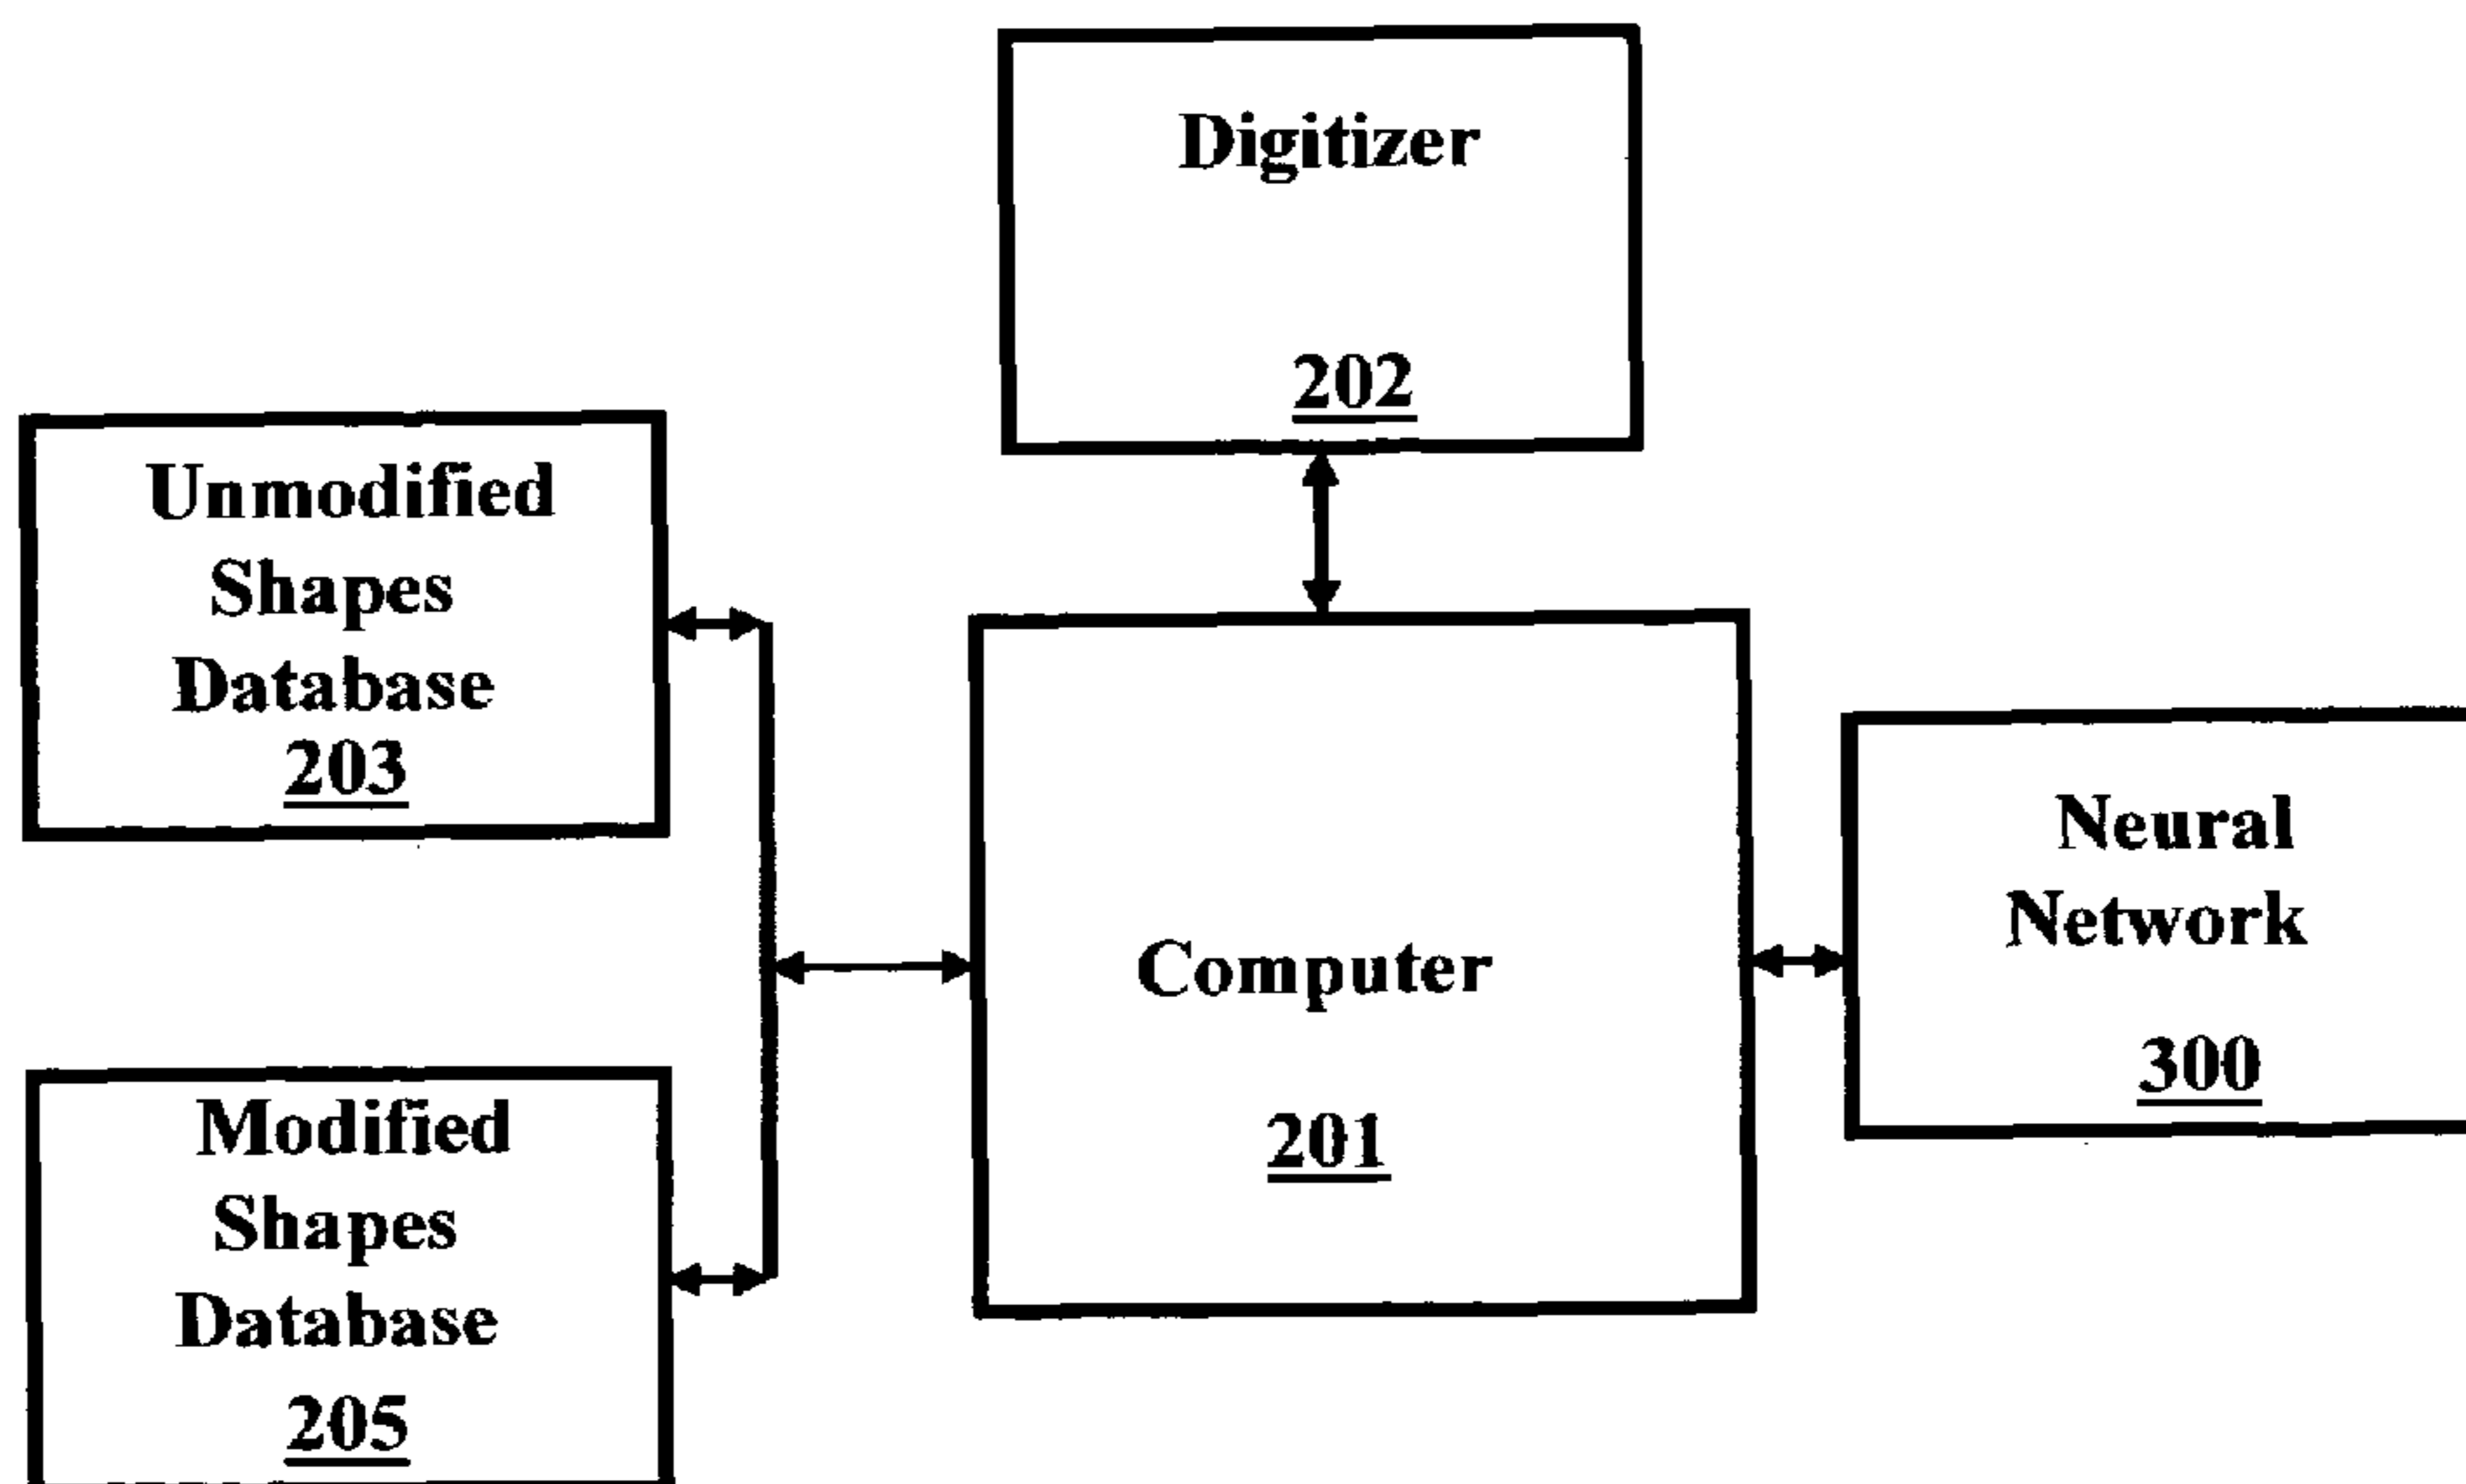 Digitizer
202
Unmodified
Shapes
Database
203
Computer
201
Neural
Network
300
Modified
Shapes
Database
205